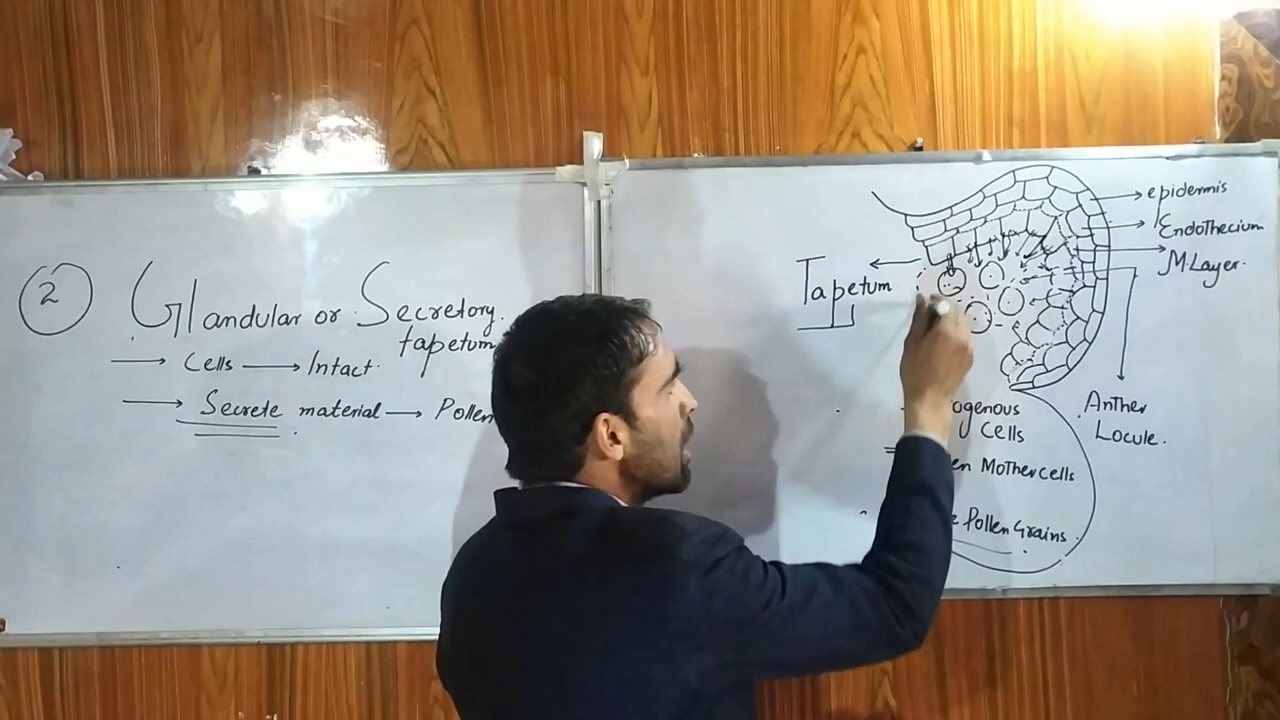 2
Glandular or Secretory
tapetum
→ Cells → Intact.
→ Secrete material → Pollen
Tapetum
epidermis
Endothecium
M.Layer.
Anther
Locule.
Cells
Mothercells
Pollen Grains.